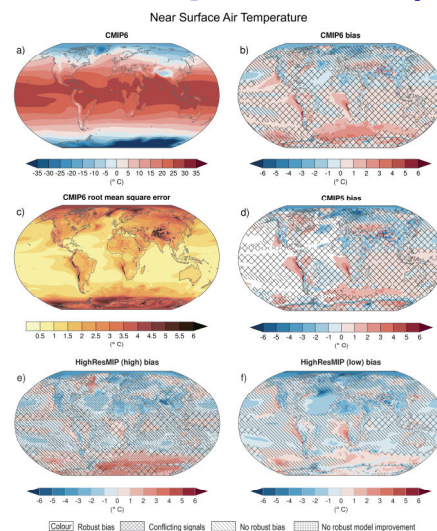 Near Surface Air Temperature
CMIP6
CMIP6 bias
a)
b)
-35 -30 -25 -20 -15 -10 -5 0 5 10 15 20 25 30 35
(° C)
-6 -5 -4 -3 -2 -1 0 1 2 3 4 5 6
(° C)
CMIP6 root mean square error
CMIP5 bias
c)
d)
0.5 1 1.5 2 2.5 3 3.5 4 4.5 5 5.5 6
(° C)
-6 -5 -4 -3 -2 -1 0 1 2 3 4 5 6
(° C)
HighResMIP (high) bias
HighResMIP (low) bias
e)
f)
-6 -5 -4 -3 -2 -1 0 1 2 3 4 5 6
(° C)
-6 -5 -4 -3 -2 -1 0 1 2 3 4 5 6
(° C)
Colour Robust bias Conflicting signals No robust bias No robust model improvement